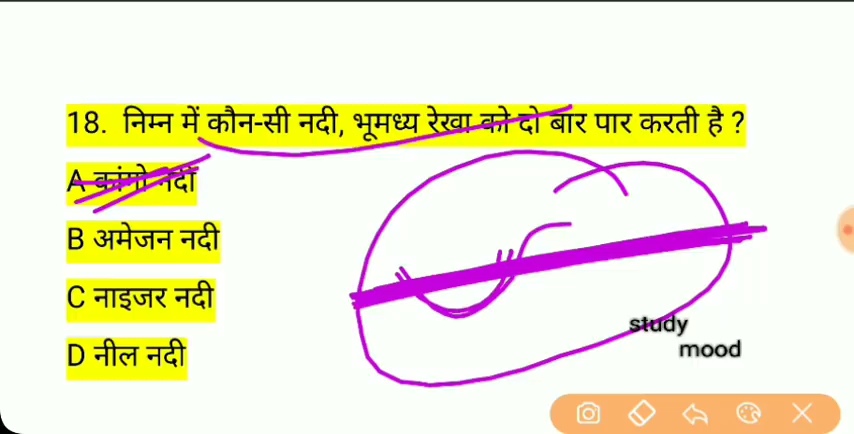 18. निम्न में कौन-सी नदी, भूमध्य रेखा को दो बार पार करती है ?
A कांगो नदी
B अमेजन नदी
C नाइजर नदी
D नील नदी
study
mood